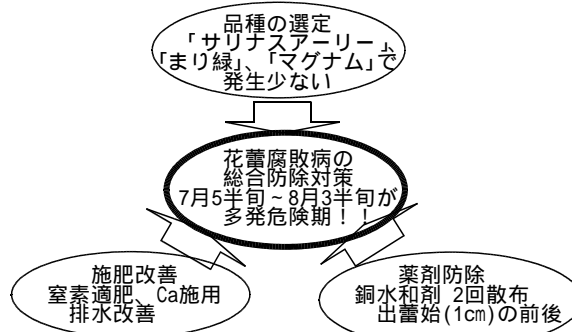 品種の選定
「サリナスアーリー」、
「まり緑」、「マグナム」で
発生少ない
花蕾腐敗病の
総合防除対策
7月5半旬~8月3半旬が
多発危険期!!
施肥改善
窒素適肥、Ca施用
排水改善
薬剤防除
銅水和剤 2回散布
出蕾始(1cm)の前後